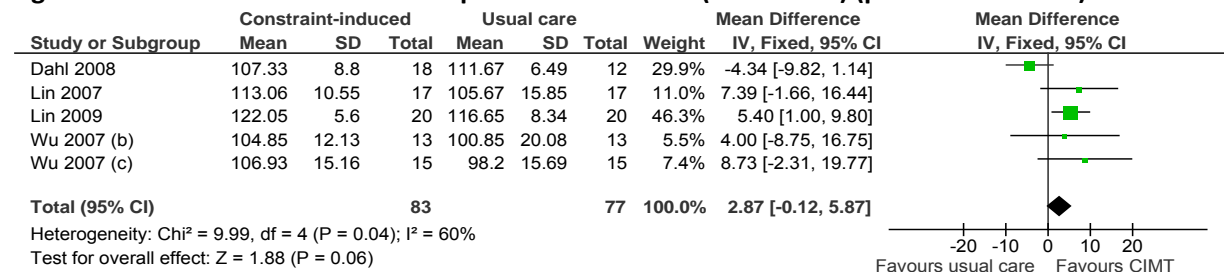 Constraint-induced Usual care Mean Difference Mean Difference
Study or Subgroup Mean SD Total Mean SD Total Weight IV, Fixed, 95% CI IV, Fixed, 95% CI
Dahl 2008 107.33 8.8 18 111.67 6.49 12 29.9% -4.34 [-9.82, 1.14]
Lin 2007 113.06 10.55 17 105.67 15.85 17 11.0% 7.39 [-1.66, 16.44]
Lin 2009 122.05 5.6 20 116.65 8.34 20 46.3% 5.40 [1.00, 9.80]
Wu 2007 (b) 104.85 12.13 13 100.85 20.08 13 5.5% 4.00 [-8.75, 16.75]
Wu 2007 (c) 106.93 15.16 15 98.2 15.69 15 7.4% 8.73 [-2.31, 19.77]
Total (95% CI) 83 77 100.0% 2.87 [-0.12, 5.87]
Heterogeneity: Chi² = 9.99, df = 4 (P = 0.04); I² = 60%
Test for overall effect: Z = 1.88 (P = 0.06)
-20 -10 0 10 20
Favours usual care Favours CIMT